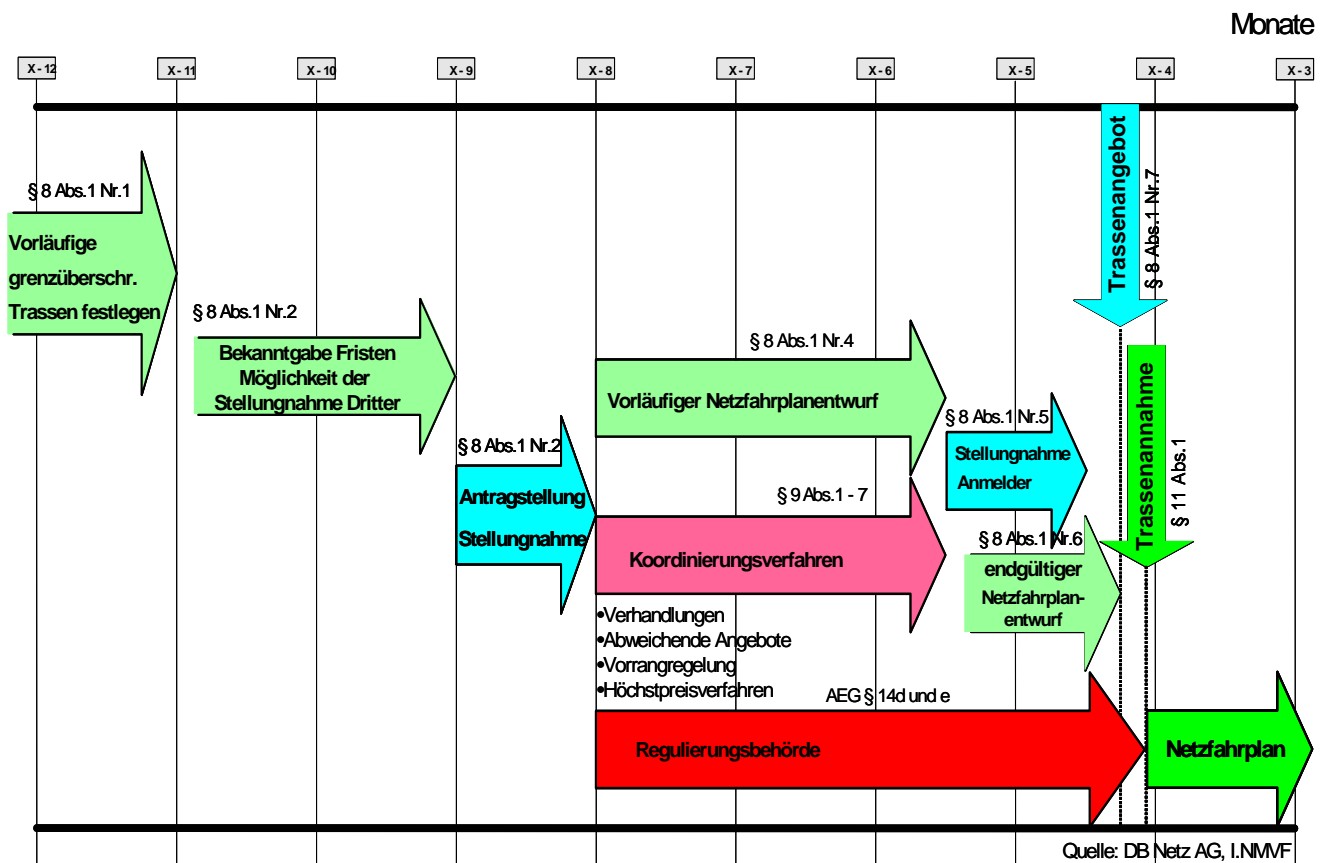 Monate
X - 12
X - 11
X - 10
X - 9
X - 8
X - 7
X - 6
X - 5
X - 4
X - 3
§ 8 Abs.1 Nr.1
Vorläufige
grenzüberschr.
Trassen festlegen
§ 8 Abs.1 Nr.2
Bekanntgabe Fristen
Möglichkeit der
Stellungnahme Dritter
§ 8 Abs.1 Nr.2
Antragstellung
Stellungnahme
§ 8 Abs.1 Nr.4
Vorläufiger Netzfahrplanentwurf
§ 9 Abs.1 - 7
Koordinierungsverfahren
•Verhandlungen
•Abweichende Angebote
•Vorrangregelung
•Höchstpreisverfahren
§ 8 Abs.1 Nr.5
Stellungnahme
Anmelder
§ 8 Abs.1 Nr.6
endgültiger
Netzfahrplan-
entwurf
Trassenangebot
§ 8 Abs.1 Nr.7
Trassenannahme
§ 11 Abs.1
AEG § 14d und e
Regulierungsbehörde
Netzfahrplan
Quelle: DB Netz AG, I.NMVF